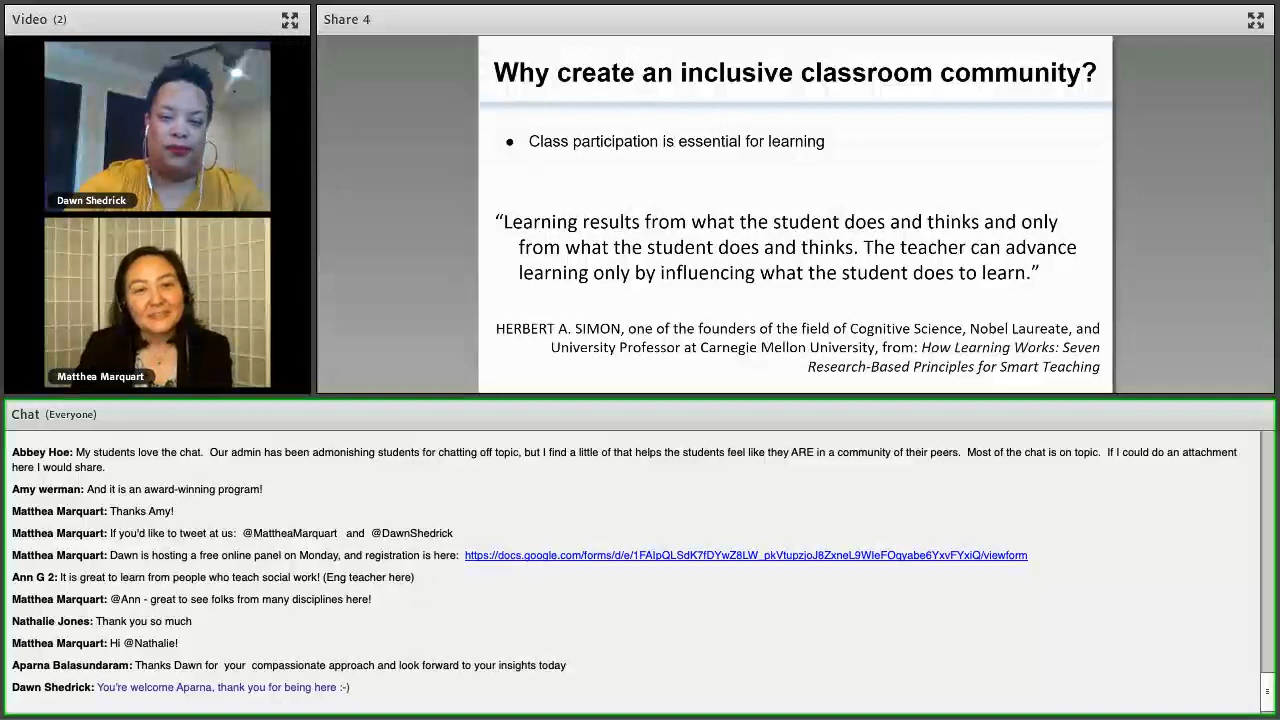 Video (2)
Dawn Shedrick
Matthea Marquart
Share 4
Why create an inclusive classroom community?
● Class participation is essential for learning
“Learning results from what the student does and thinks and only
from what the student does and thinks. The teacher can advance
learning only by influencing what the student does to learn.”
HERBERT A. SIMON, one of the founders of the field of Cognitive Science, Nobel Laureate, and
University Professor at Carnegie Mellon University, from: How Learning Works: Seven
Research-Based Principles for Smart Teaching
Chat (Everyone)
Abbey Hoe: My students love the chat.  Our admin has been admonishing students for chatting off topic, but I find a little of that helps the students feel like they ARE in a community of their peers.  Most of the chat is on topic.  If I could do an attachment
here I would share.
Amy werman: And it is an award-winning program!
Matthea Marquart: Thanks Amy!
Matthea Marquart: If you'd like to tweet at us:  @MattheaMarquart   and  @DawnShedrick
Matthea Marquart: Dawn is hosting a free online panel on Monday, and registration is here:  https://docs.google.com/forms/d/e/1FAIpQLSdK7fDYwZ8LW_pkVtupzjoJ8ZxneL9WIeFOgyabe6YxvFYxiQ/viewform
Ann G 2: It is great to learn from people who teach social work! (Eng teacher here)
Matthea Marquart: @Ann - great to see folks from many disciplines here!
Nathalie Jones: Thank you so much
Matthea Marquart: Hi @Nathalie!
Aparna Balasundaram: Thanks Dawn for  your  compassionate approach and look forward to your insights today
Dawn Shedrick: You're welcome Aparna, thank you for being here :-)